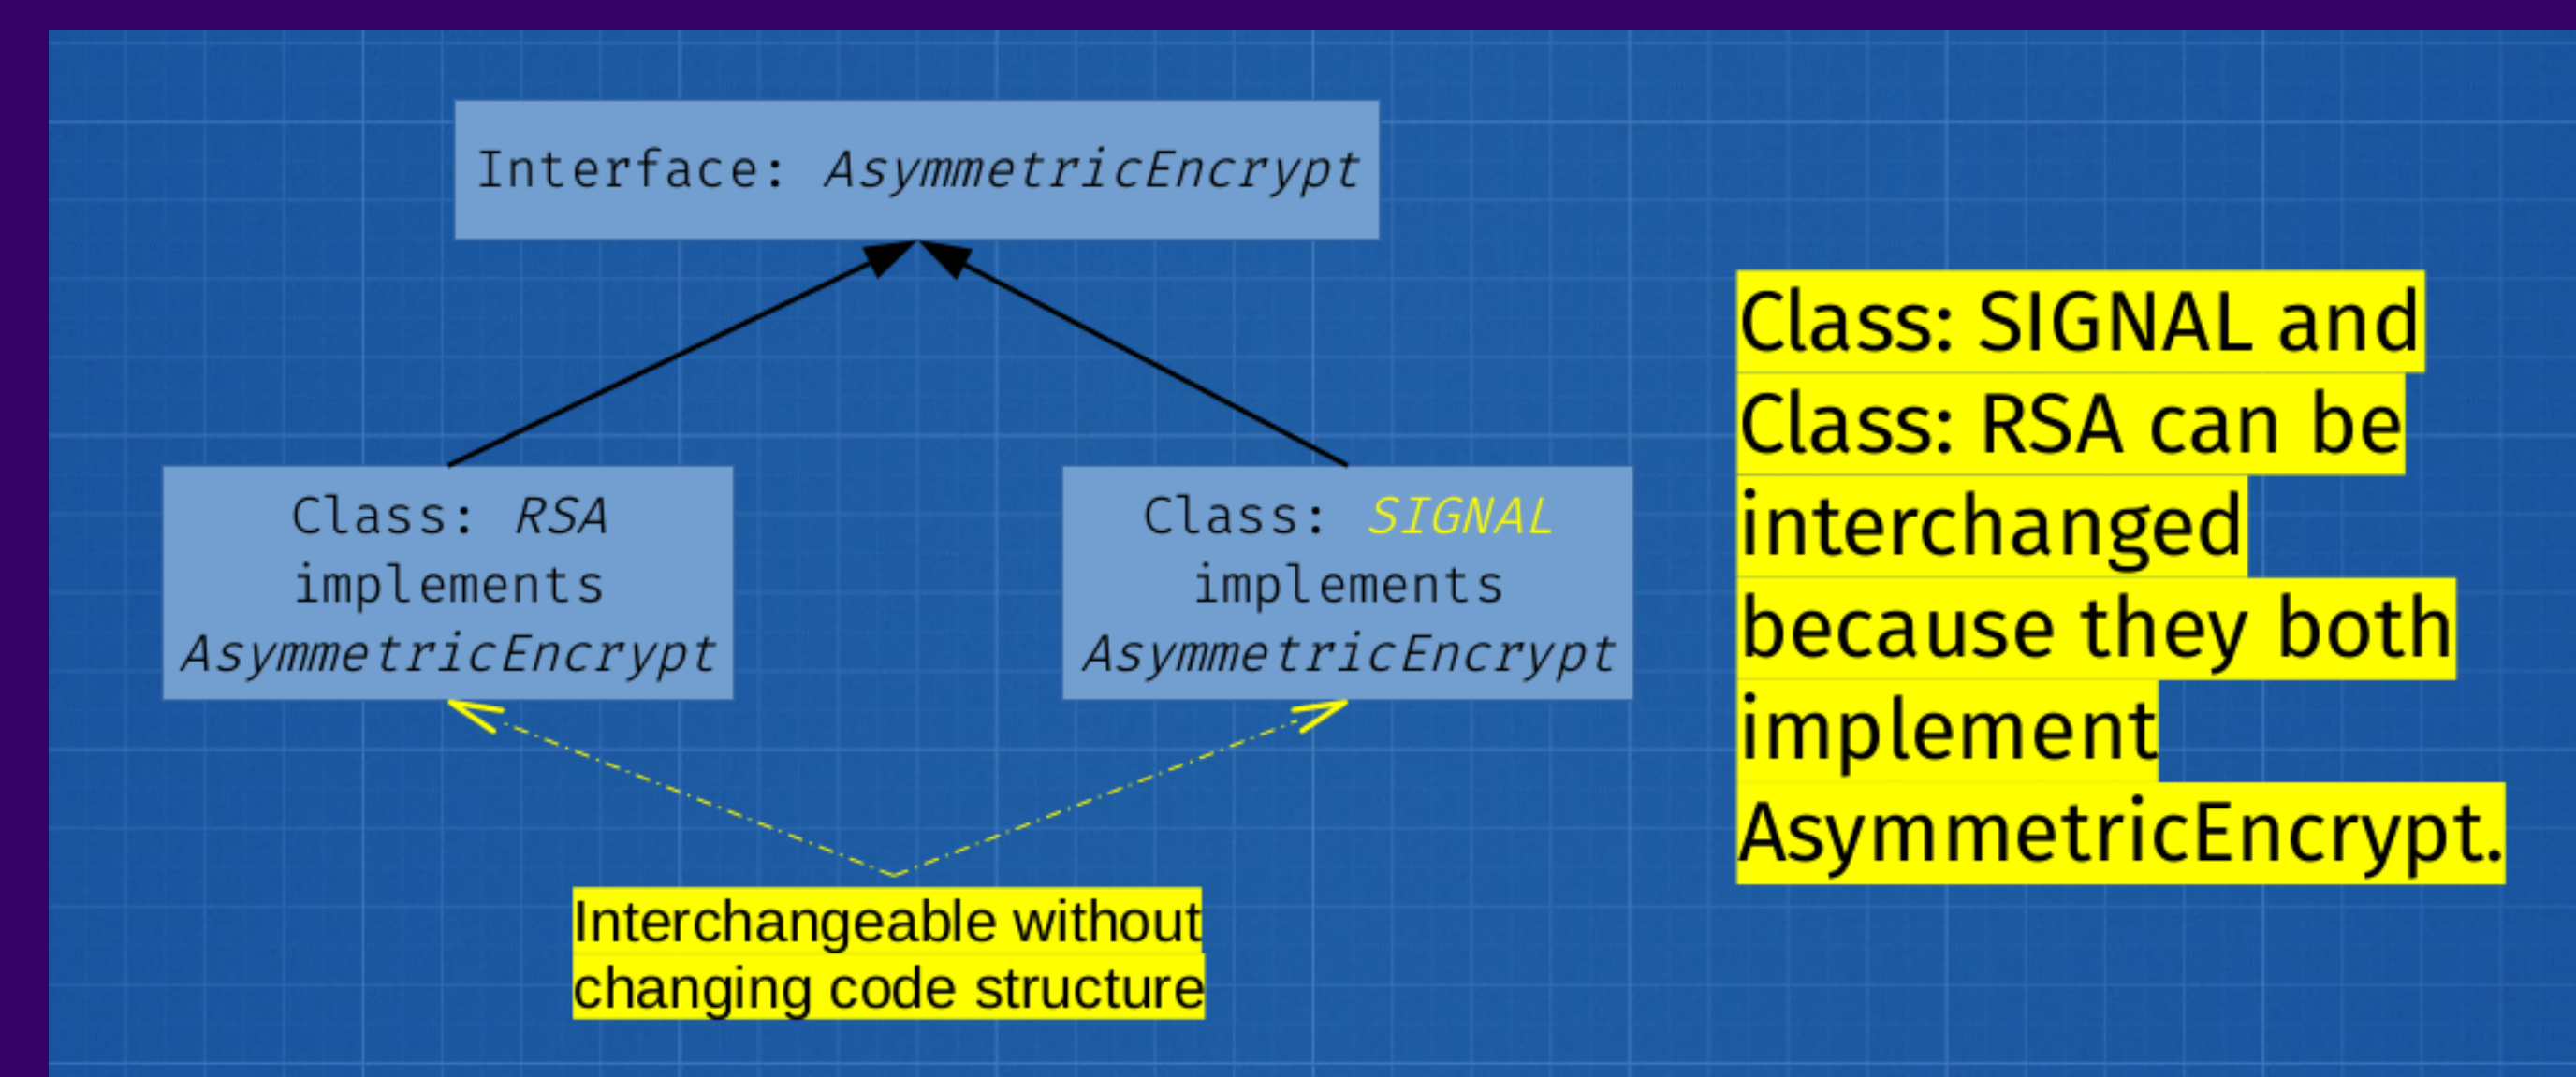 Interface: AsymmetricEncrypt
Class: RSA
implements
AsymmetricEncrypt
Class: SIGNAL
implements
AsymmetricEncrypt
Interchangeable without
changing code structure
Class: SIGNAL and
Class: RSA can be
interchanged
because they both
implement
AsymmetricEncrypt.